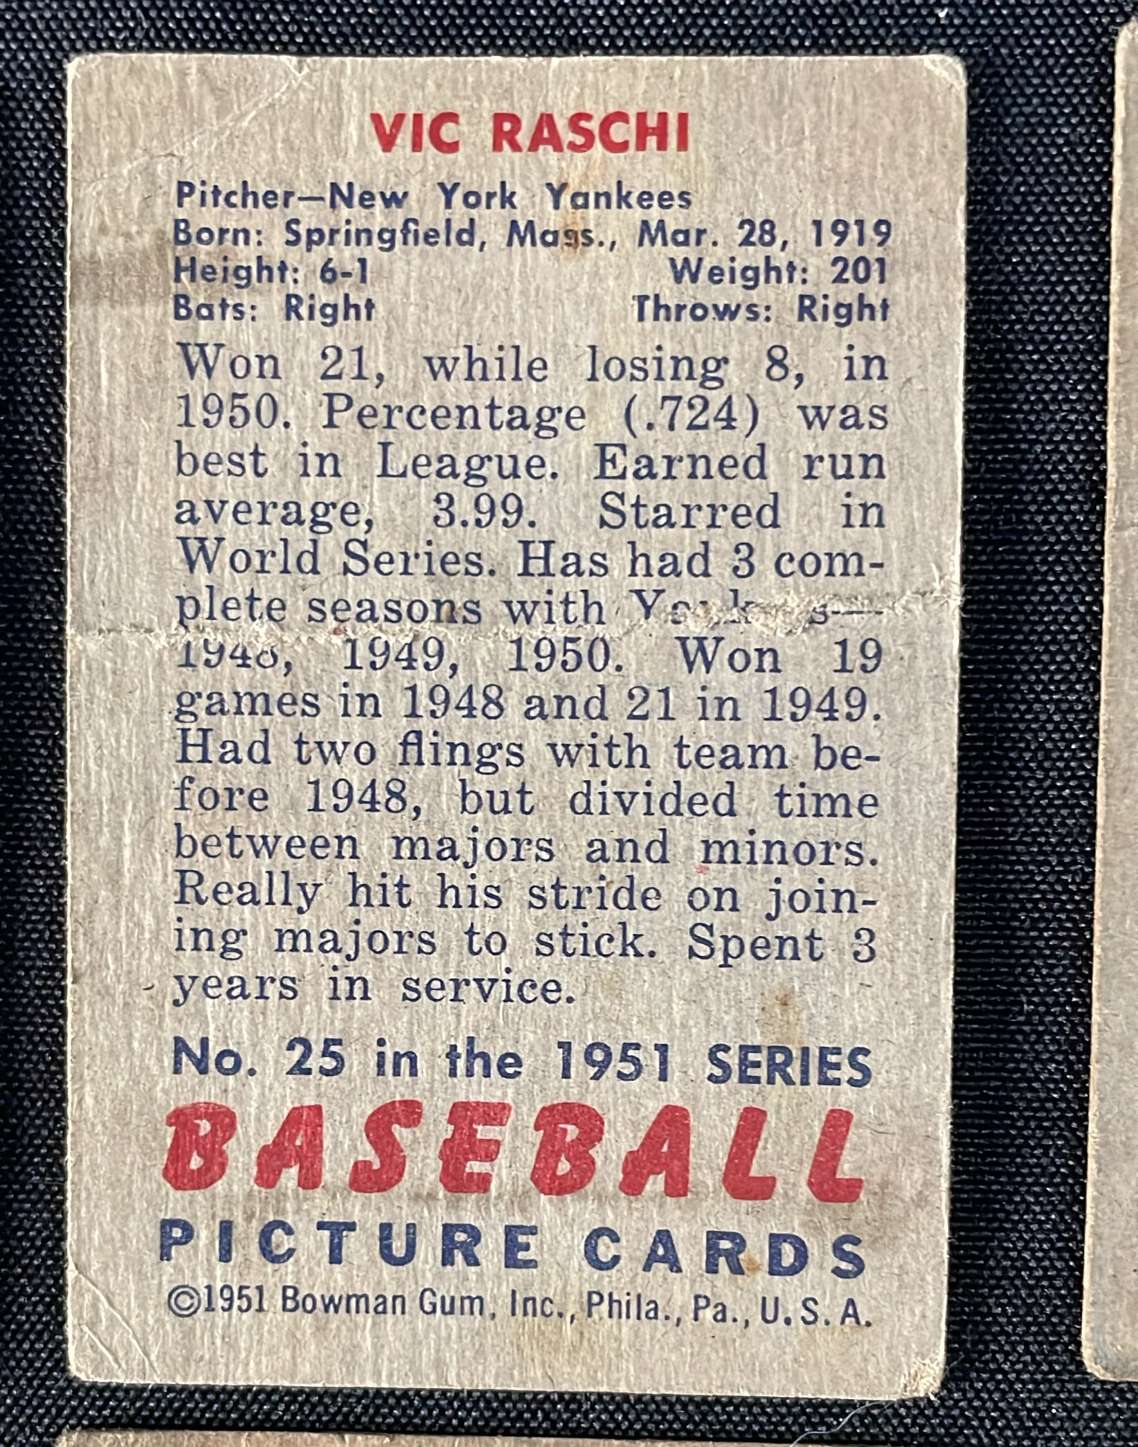 VIC RASCHI
Pitcher—New York Yankees
Born: Springfield, Mass., Mar. 28, 1919
Height: 6-1 Weight: 201
Bats: Right Throws: Right
Won 21, while losing 8, in
1950. Percentage (.724) was
best in League. Earned run
average, 3.99. Starred in
World Series. Has had 3 com-
plete seasons with
1948, 1949, 1950. Won 19
games in 1948 and 21 in 1949.
Had two flings with team be-
fore 1948, but divided time
between majors and minors.
Really hit his stride on join-
ing majors to stick. Spent 3
years in service.
No. 25 in the 1951 SERIES
BASEBALL
PICTURE CARDS
©1951 Bowman Gum, Inc., Phila., Pa., U. S. A.